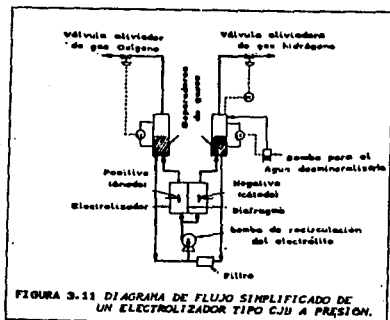 Válvula aliviador
de gas Oxígeno
Válvula aliviadora
de gas hidrógeno
Separadores
de gases
Bomba para el
Agua desmineralizada
Positivo
(ánodo)
Negativo
(cátodo)
Electrolizador
Diafragma
bomba de recirculación
del electrólito
Filtro
FIGURA 3.11 DIAGRAMA DE FLUJO SIMPLIFICADO DE
UN ELECTROLIZADOR TIPO CJB A PRESION.